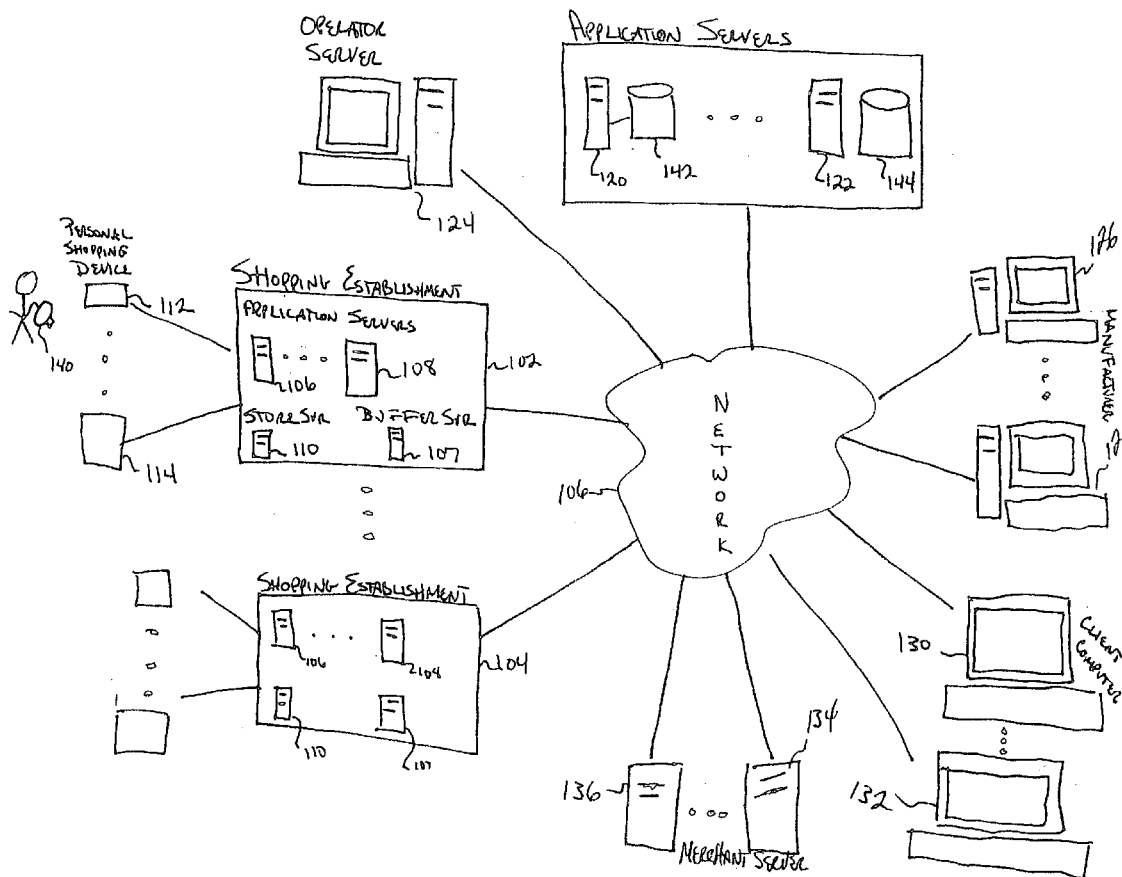 OPERATOR
SERVER
124
APPLICATION SERVERS
120
142
122
144
PERSONAL
SHOPPING
DEVICE
112
140
114
SHOPPING ESTABLISHMENT
APPLICATION SERVERS
106
108
102
STORE SVR
BUFFER SVR
110
107
NETWORK
106
126
MANUFACTURER
SHOPPING ESTABLISHMENT
106
108
104
110
107
130
CLIENT
COMPUTER
132
134
136
MERCHANT SERVER